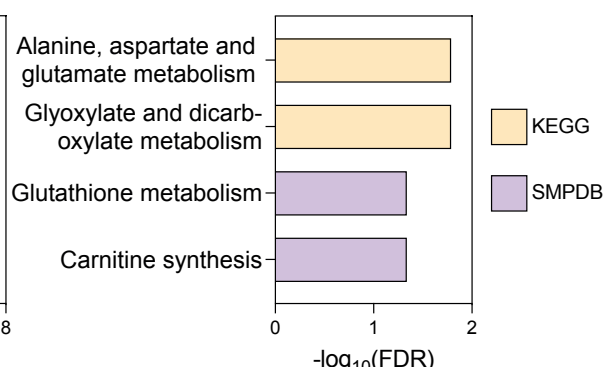 Alanine, aspartate and
glutamate metabolism
Glyoxylate and dicarb-
oxylate metabolism
Glutathione metabolism
Carnitine synthesis
KEGG
SMPDB
8
0 1 2
-log₁₀(FDR)